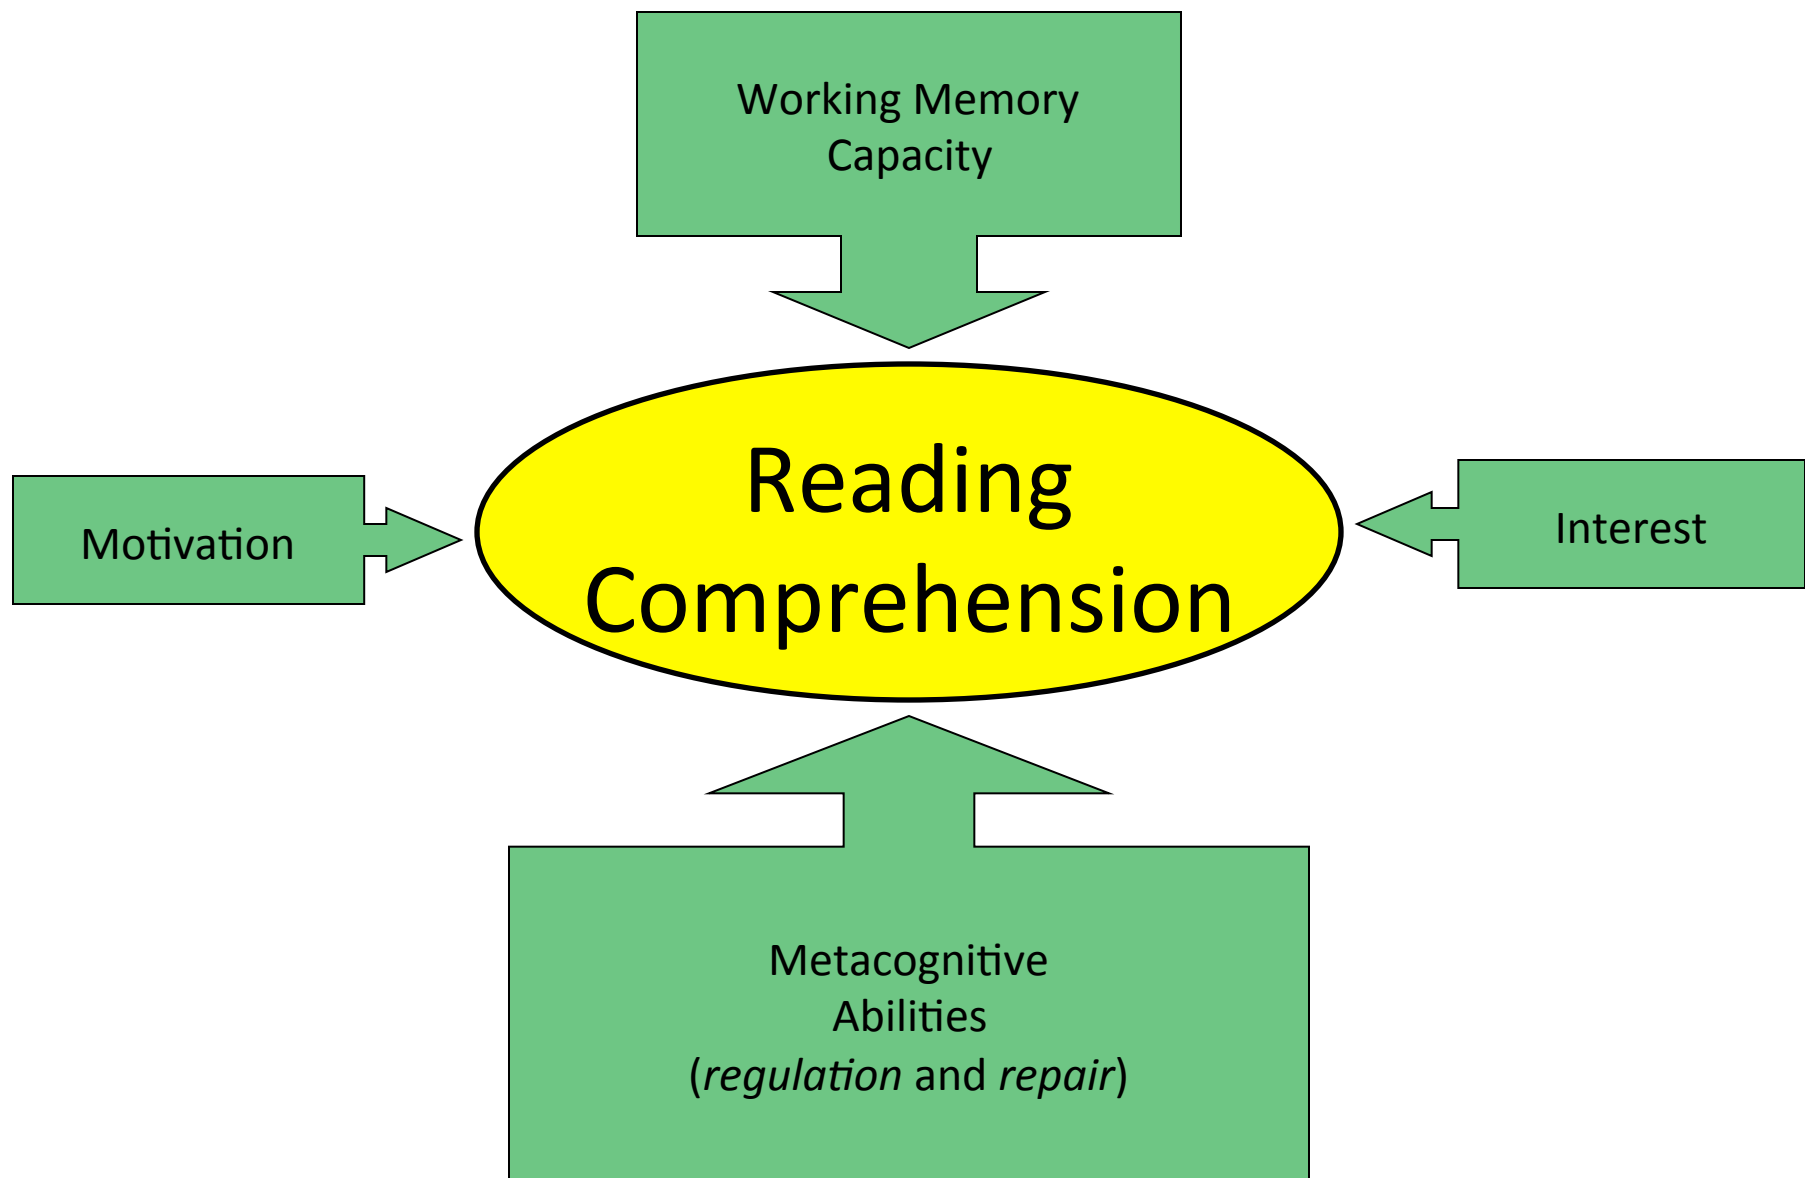 Working Memory
Capacity
Motivation
Reading
Comprehension
Interest
Metacognitive
Abilities
(regulation and repair)